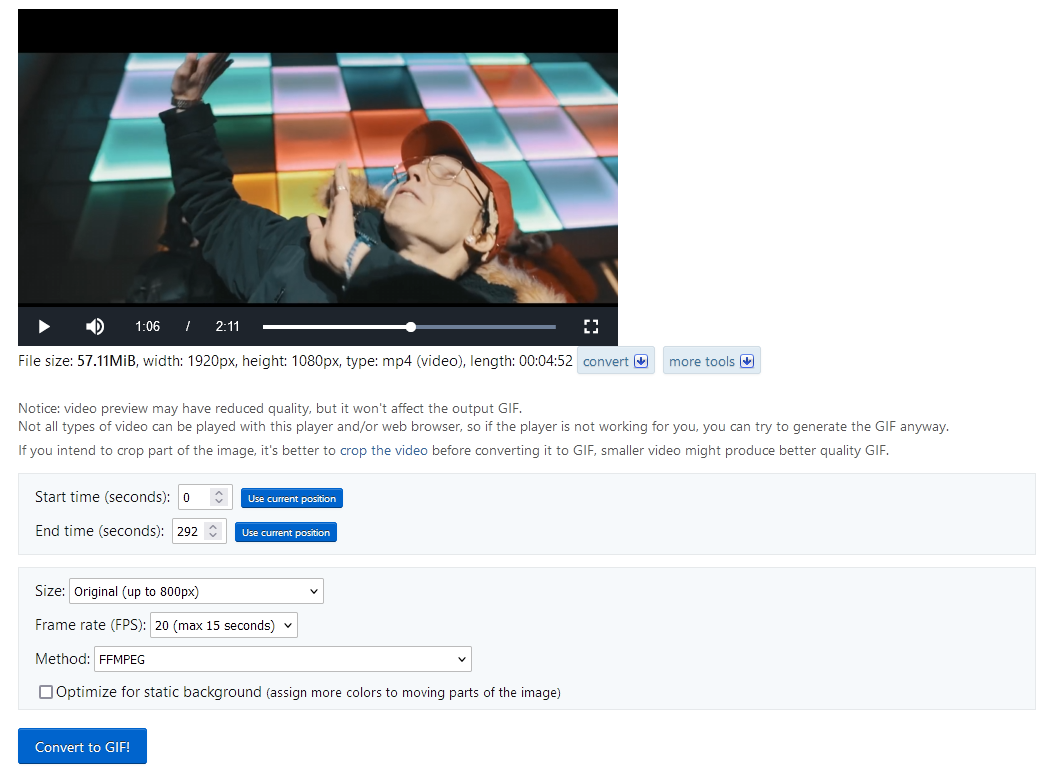 1:06 / 2:11
File size: 57.11MiB, width: 1920px, height: 1080px, type: mp4 (video), length: 00:04:52 convert more tools
Notice: video preview may have reduced quality, but it won't affect the output GIF.
Not all types of video can be played with this player and/or web browser, so if the player is not working for you, you can try to generate the GIF anyway.
If you intend to crop part of the image, it's better to crop the video before converting it to GIF, smaller video might produce better quality GIF.
Start time (seconds): 0 Use current position
End time (seconds): 292 Use current position
Size: Original (up to 800px)
Frame rate (FPS): 20 (max 15 seconds)
Method: FFMPEG
Optimize for static background (assign more colors to moving parts of the image)
Convert to GIF!